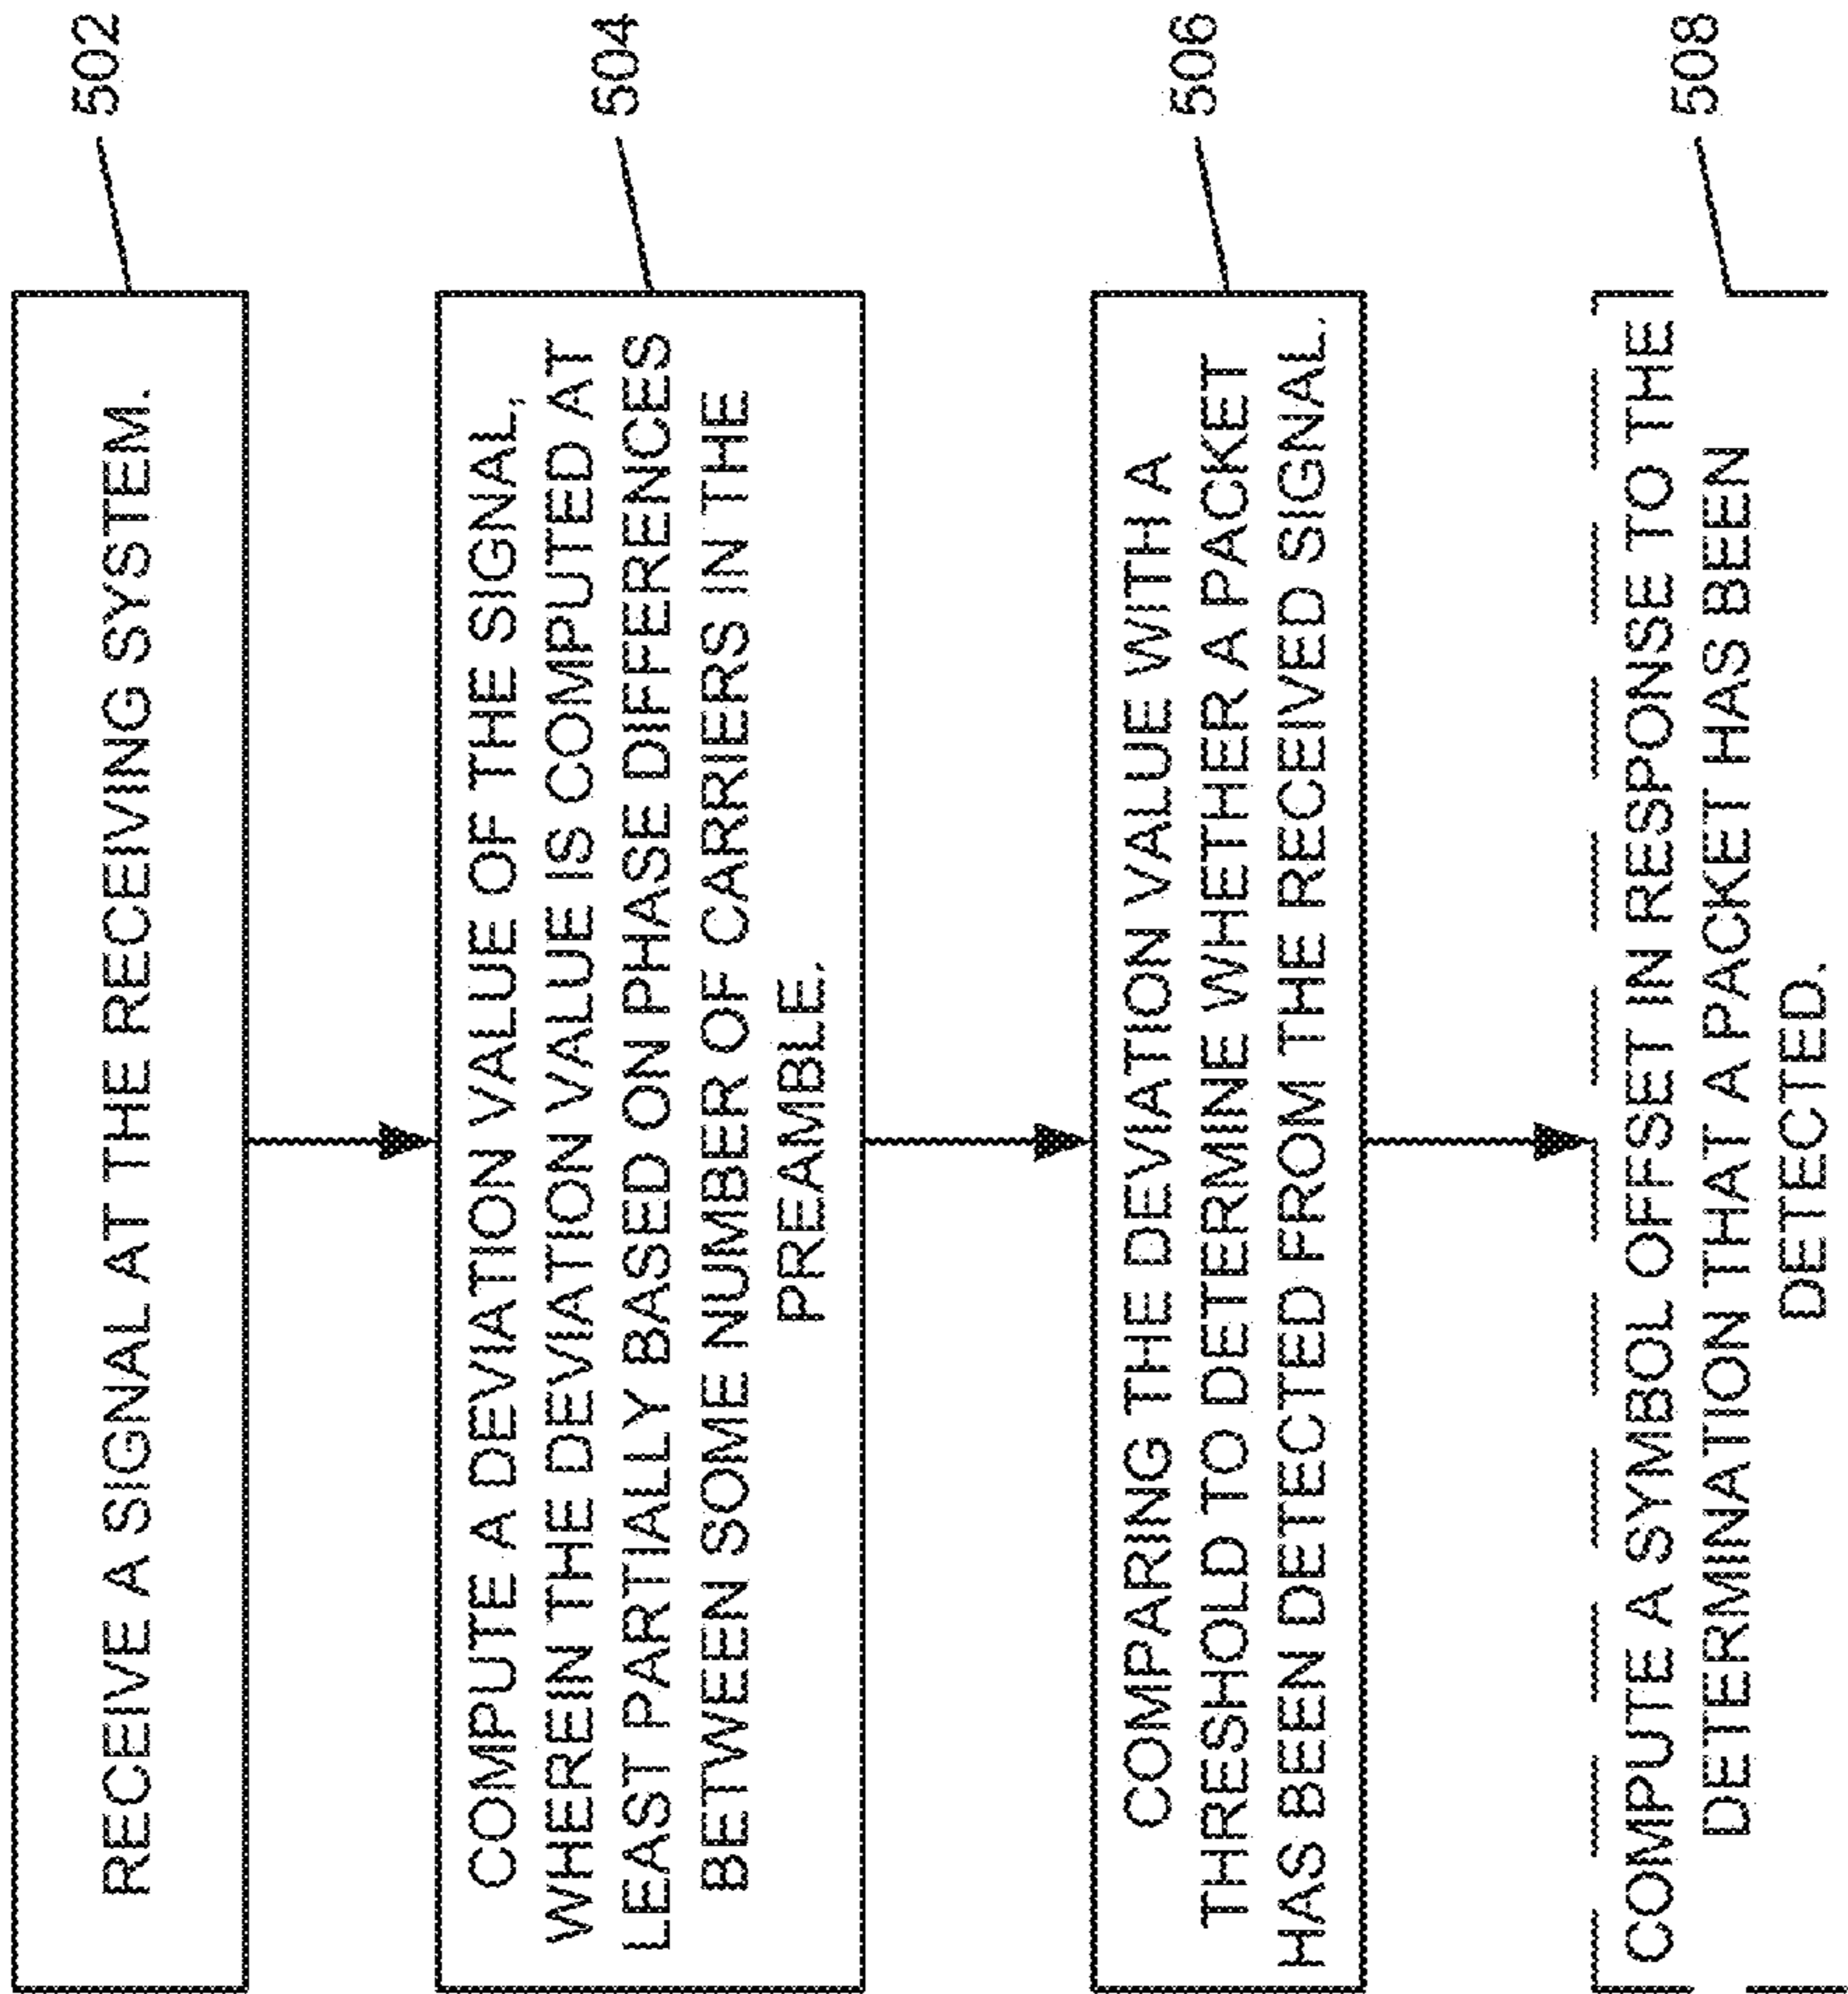 RECEIVE A SIGNAL AT THE RECEIVING SYSTEM.
502
COMPUTE A DEVIATION VALUE OF THE SIGNAL,
WHEREIN THE DEVIATION VALUE IS COMPUTED AT
LEAST PARTIALLY BASED ON PHASE DIFFERENCES
BETWEEN SOME NUMBER OF CARRIERS IN THE
PREAMBLE.
504
COMPARING THE DEVIATION VALUE WITH A
THRESHOLD TO DETERMINE WHETHER A PACKET
HAS BEEN DETECTED FROM THE RECEIVED SIGNAL.
506
COMPUTE A SYMBOL OFFSET IN RESPONSE TO THE
DETERMINATION THAT A PACKET HAS BEEN
DETECTED.
508